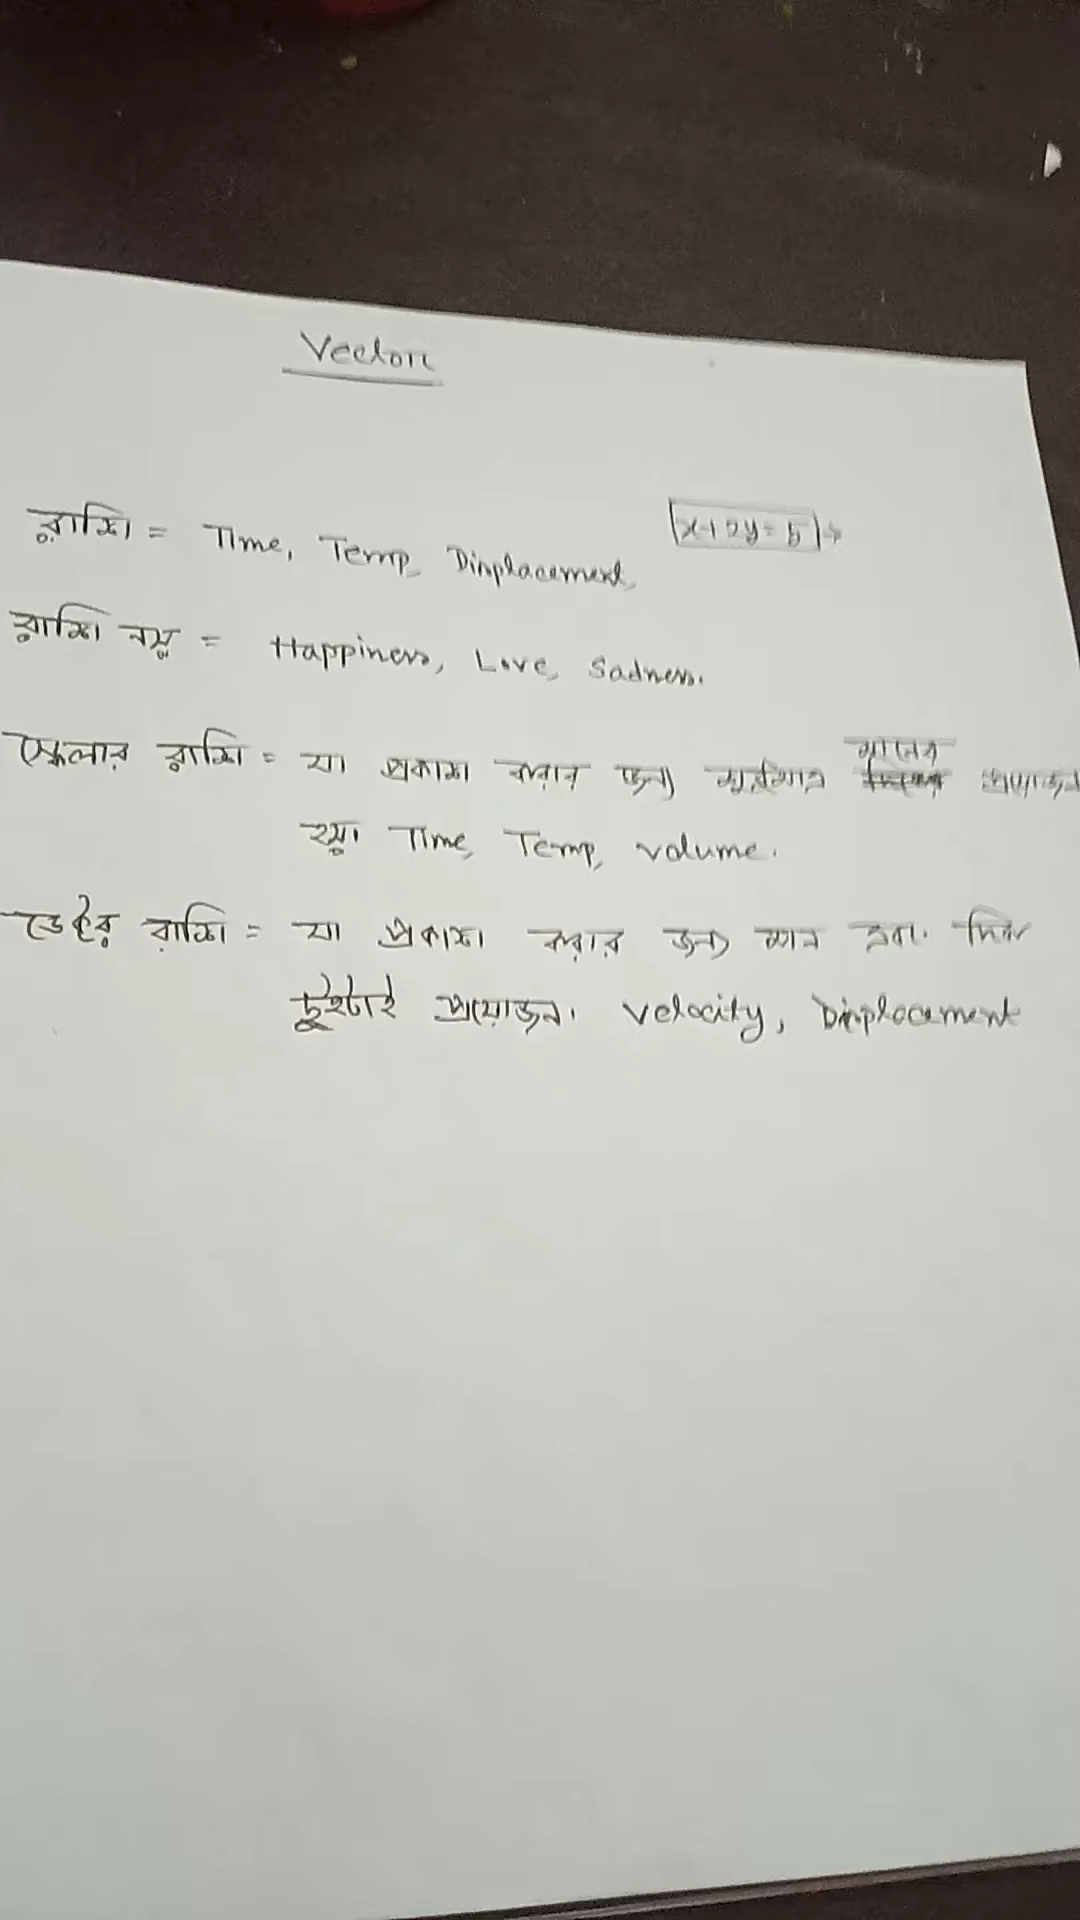 Vector
রাশি = Time, Temp, Displacement,
x+2y=5
রাশি নয় = Happiness, Love, Sadness.
স্কেলার রাশি = যা প্রকাশ করার জন্য শুধুমাত্র মানের প্রয়োজন
হয়। Time, Temp, volume.
ভেক্টর রাশি = যা প্রকাশ করার জন্য মান এবং দিক
দুইটাই প্রয়োজন। velocity, Displacement